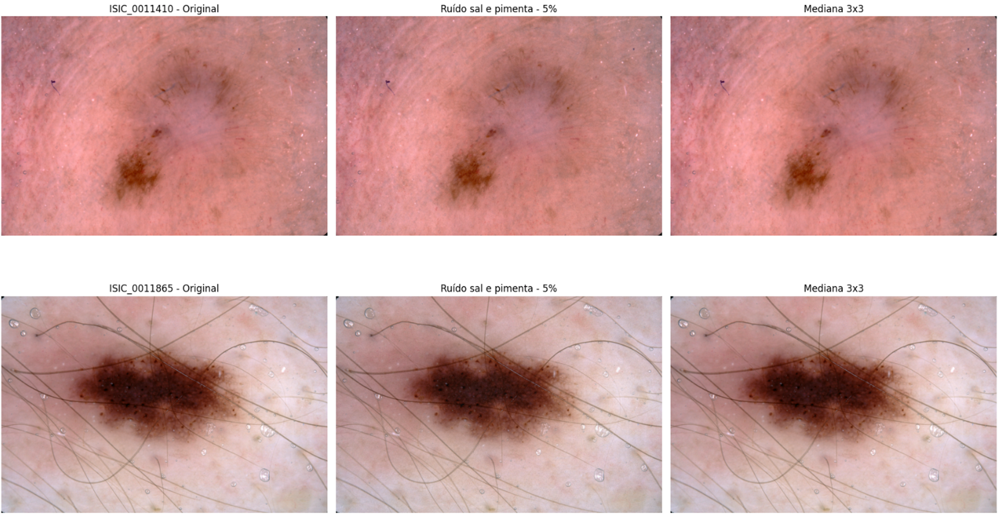 ISIC_0011410 - Original
Ruído sal e pimenta - 5%
Mediana 3x3
ISIC_0011865 - Original
Ruído sal e pimenta - 5%
Mediana 3x3